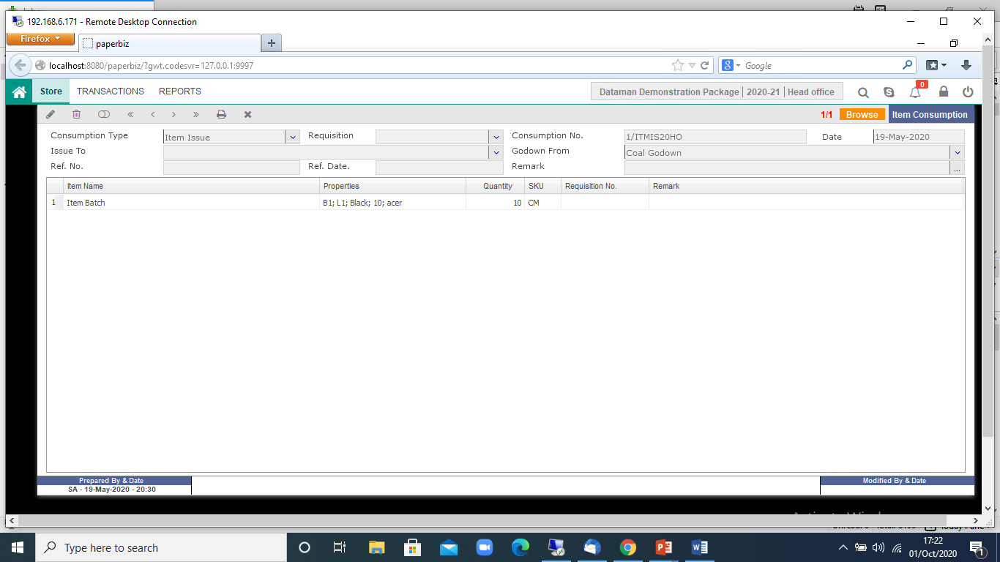 192.168.6.171 - Remote Desktop Connection
Firefox
paperbiz
localhost:8080/paperbiz/?gwt.codesvr=127.0.0.1:9997
Google
Store TRANSACTIONS REPORTS
Dataman Demonstration Package | 2020-21 | Head office
0
1/1 Browse Item Consumption
Consumption Type Item Issue Requisition Consumption No. 1/ITMIS20HO Date 19-May-2020
Issue To Godown From Coal Godown
Ref. No. Ref. Date. Remark ...
Item Name Properties Quantity SKU Requisition No. Remark
1 Item Batch B1; L1; Black; 10; acer 10 CM
Prepared By & Date Modified By & Date
SA - 19-May-2020 - 20:30
Type here to search
17:22
01/Oct/2020
1